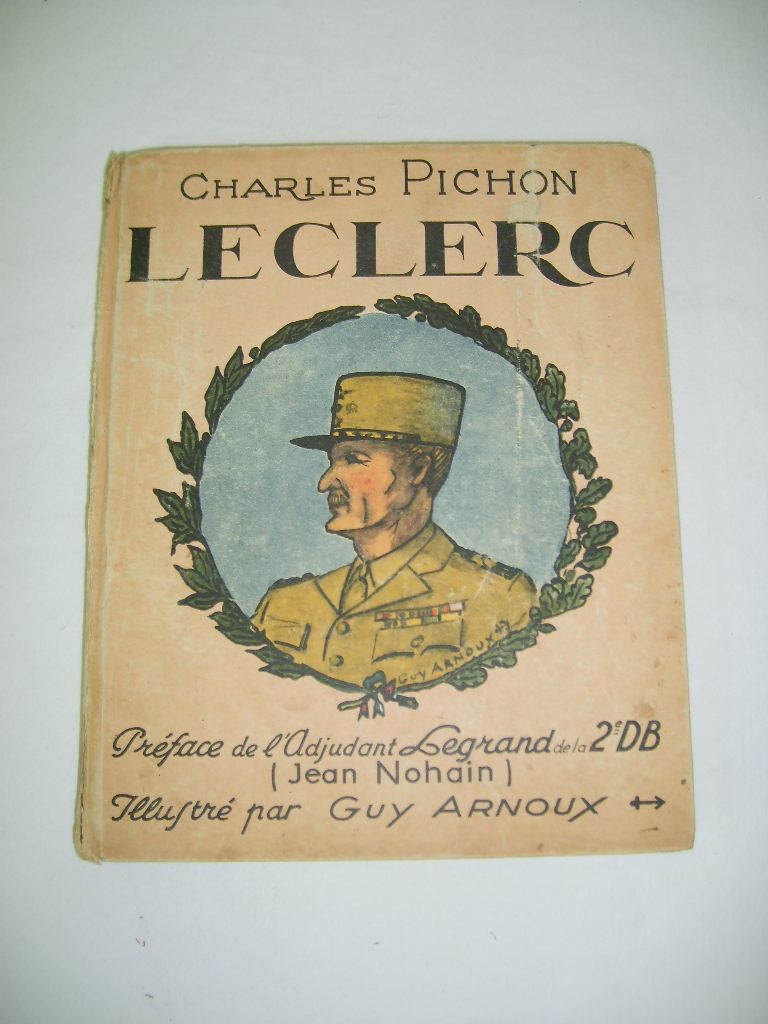 CHARLES PICHON
LECLERC
GUY ARNOUX
Préface de l'Adjudant Legrand de la 2e DB
(Jean Nohain)
Illustré par GUY ARNOUX